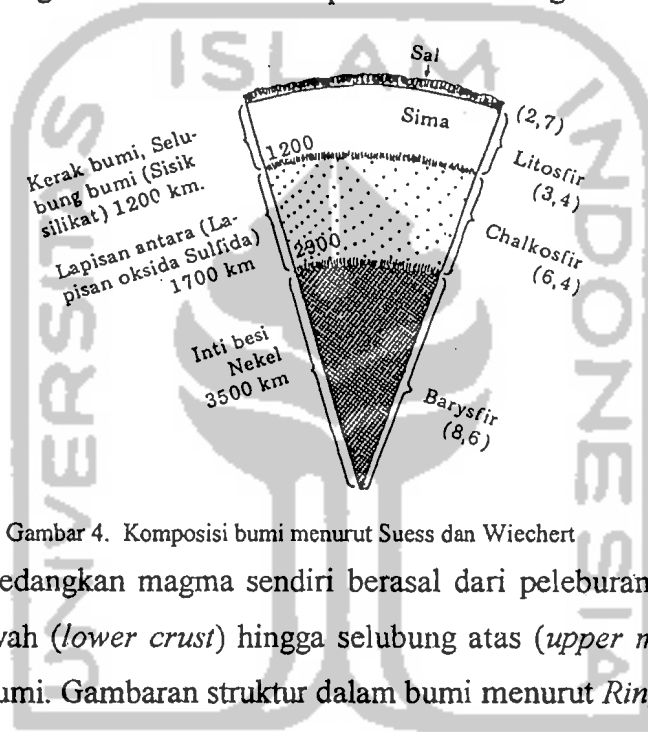 ISLAM
UNIVERSITAS
INDONESIA
Sal
Sima
(2,7)
1200
Kerak bumi, Selu-
bung bumi (Sisik
silikat) 1200 km.
Litosfir
(3,4)
Lapisan antara (La-
pisan oksida Sulfida)
1700 km
Chalkosfir
(6,4)
2900
Inti besi
Nekel
3500 km
Barysfir
(8,6)
Gambar 4. Komposisi bumi menurut Suess dan Wiechert
edangkan magma sendiri berasal dari peleburan
wah (lower crust) hingga selubung atas (upper m
umi. Gambaran struktur dalam bumi menurut Rin